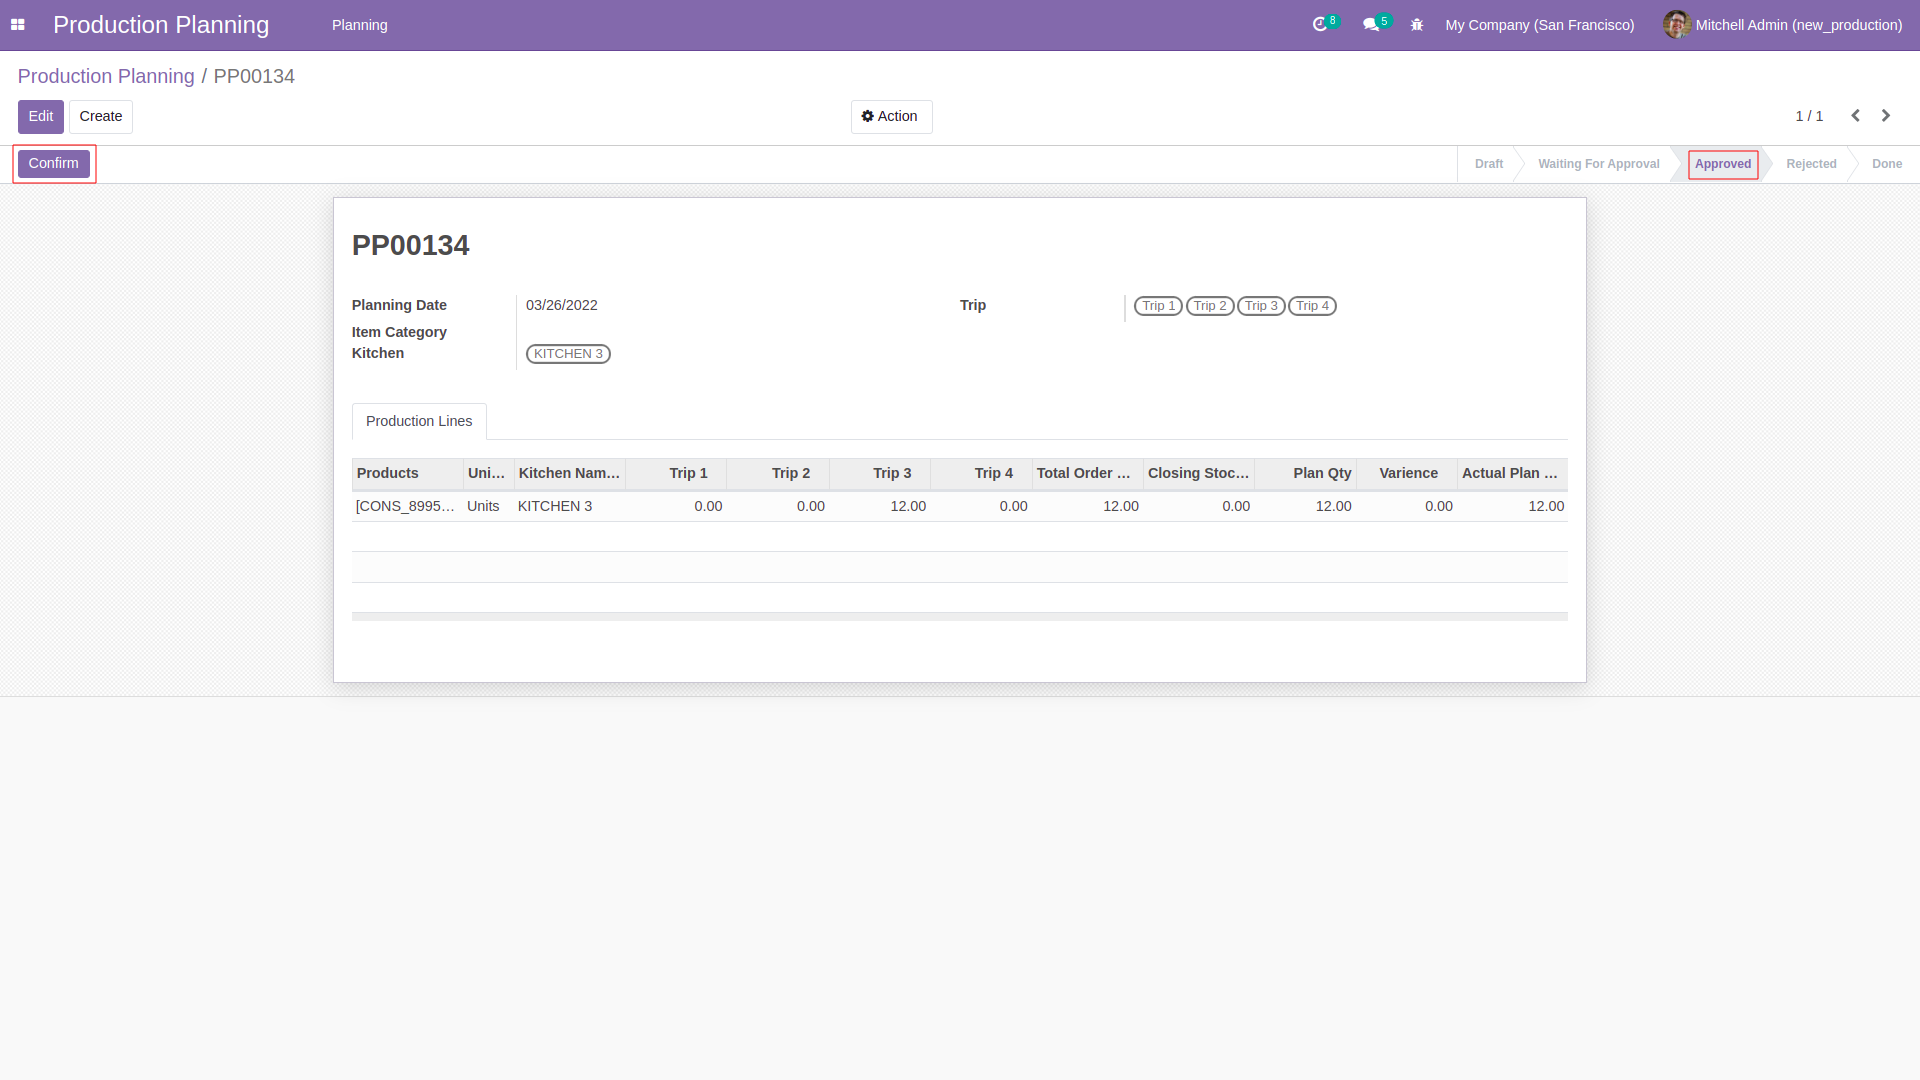 Production Planning Planning 8 5 My Company (San Francisco) Mitchell Admin (new_production)
Production Planning / PP00134
Edit Create Action 1 / 1
Confirm Draft Waiting For Approval Approved Rejected Done
PP00134
Planning Date 03/26/2022 Trip Trip 1 Trip 2 Trip 3 Trip 4
Item Category
Kitchen KITCHEN 3
Production Lines
Products Uni... Kitchen Nam... Trip 1 Trip 2 Trip 3 Trip 4 Total Order ... Closing Stoc... Plan Qty Varience Actual Plan ...
[CONS_8995... Units KITCHEN 3 0.00 0.00 12.00 0.00 12.00 0.00 12.00 0.00 12.00